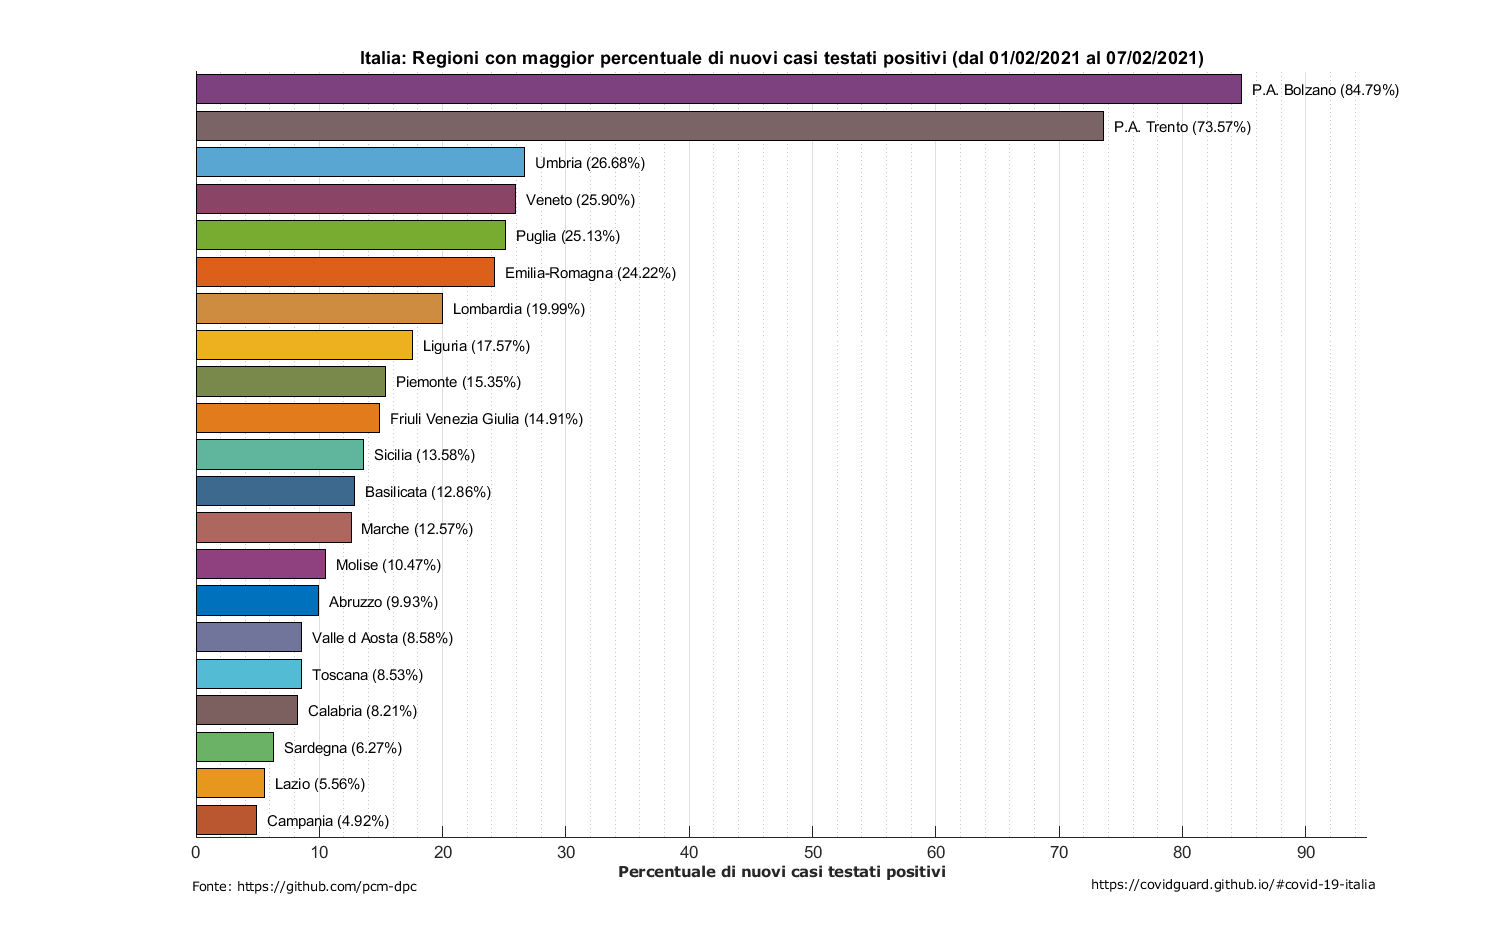 Italia: Regioni con maggior percentuale di nuovi casi testati positivi (dal 01/02/2021 al 07/02/2021)
P.A. Bolzano (84.79%)
P.A. Trento (73.57%)
Umbria (26.68%)
Veneto (25.90%)
Puglia (25.13%)
Emilia-Romagna (24.22%)
Lombardia (19.99%)
Liguria (17.57%)
Piemonte (15.35%)
Friuli Venezia Giulia (14.91%)
Sicilia (13.58%)
Basilicata (12.86%)
Marche (12.57%)
Molise (10.47%)
Abruzzo (9.93%)
Valle d Aosta (8.58%)
Toscana (8.53%)
Calabria (8.21%)
Sardegna (6.27%)
Lazio (5.56%)
Campania (4.92%)
0 10 20 30 40 50 60 70 80 90
Percentuale di nuovi casi testati positivi
Fonte: https://github.com/pcm-dpc
https://covidguard.github.io/#covid-19-italia